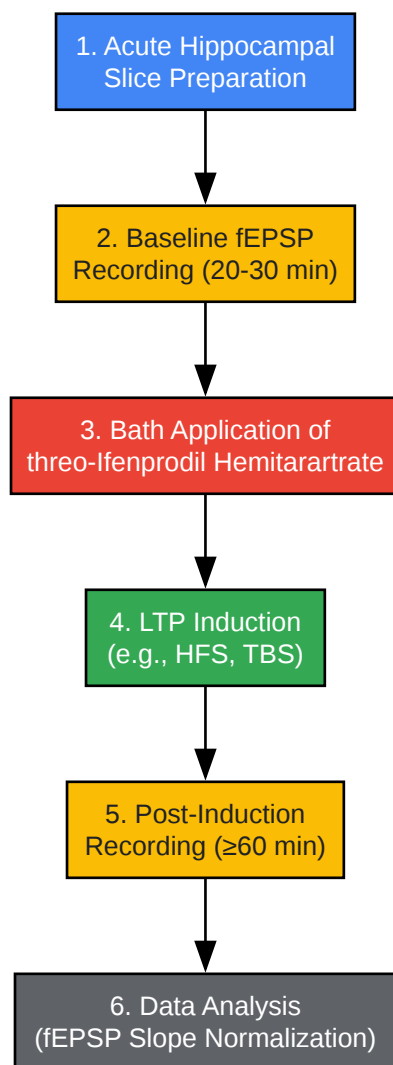 1. Acute Hippocampal
Slice Preparation
2. Baseline fEPSP
Recording (20-30 min)
3. Bath Application of
threo-Ifenprodil Hemitarartrate
4. LTP Induction
(e.g., HFS, TBS)
5. Post-Induction
Recording (≥60 min)
6. Data Analysis
(fEPSP Slope Normalization)